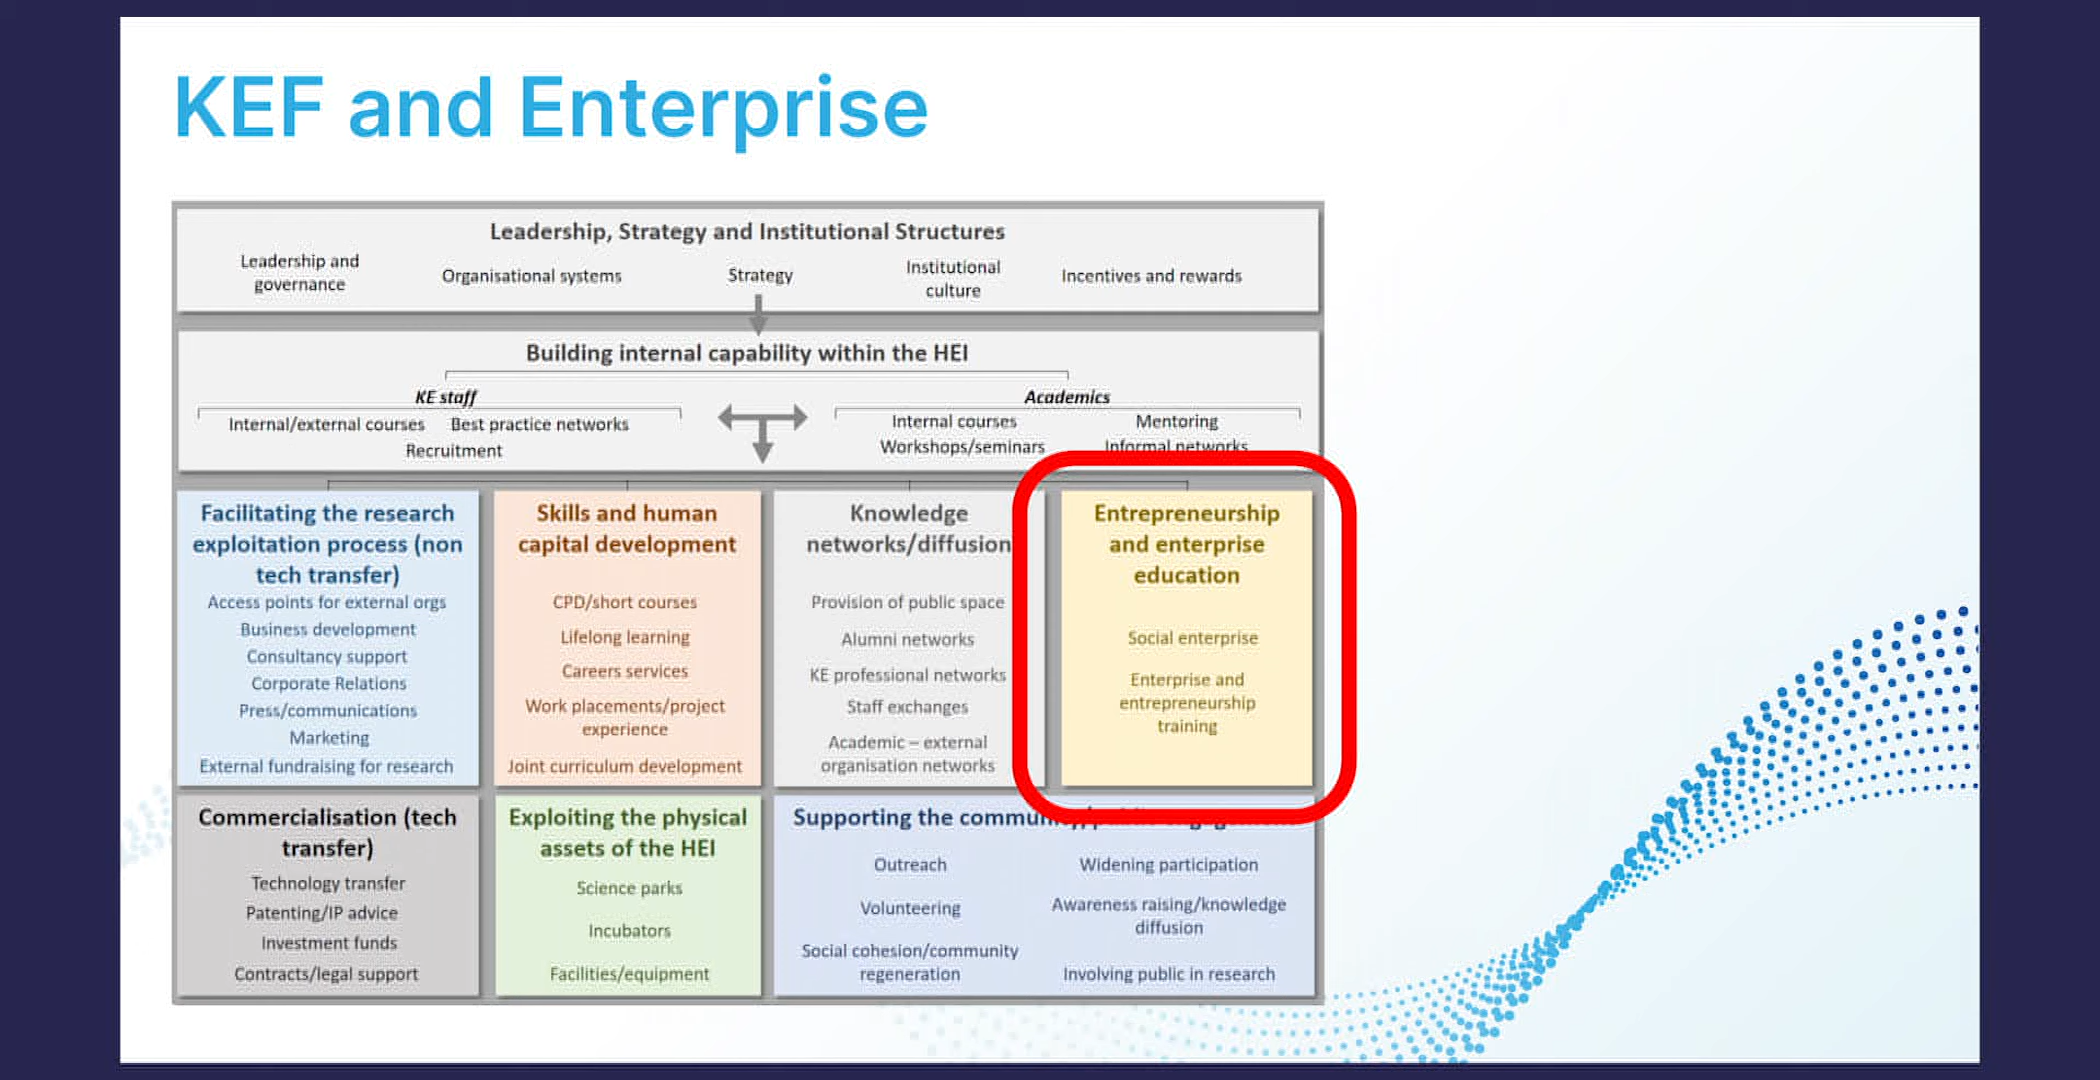 KEF and Enterprise
Leadership, Strategy and Institutional Structures
Leadership and
governance
Organisational systems
Strategy
Institutional
culture
Incentives and rewards
Building internal capability within the HEI
KE staff
Internal/external courses
Best practice networks
Recruitment
Academics
Internal courses
Mentoring
Workshops/seminars
Informal networks
Facilitating the research
exploitation process (non
tech transfer)
Access points for external orgs
Business development
Consultancy support
Corporate Relations
Press/communications
Marketing
External fundraising for research
Skills and human
capital development
CPD/short courses
Lifelong learning
Careers services
Work placements/project
experience
Joint curriculum development
Knowledge
networks/diffusion
Provision of public space
Alumni networks
KE professional networks
Staff exchanges
Academic – external
organisation networks
Entrepreneurship
and enterprise
education
Social enterprise
Enterprise and
entrepreneurship
training
Commercialisation (tech
transfer)
Technology transfer
Patenting/IP advice
Investment funds
Contracts/legal support
Exploiting the physical
assets of the HEI
Science parks
Incubators
Facilities/equipment
Supporting the
Outreach
Volunteering
Social cohesion/community
regeneration
Widening participation
Awareness raising/knowledge
diffusion
Involving public in research